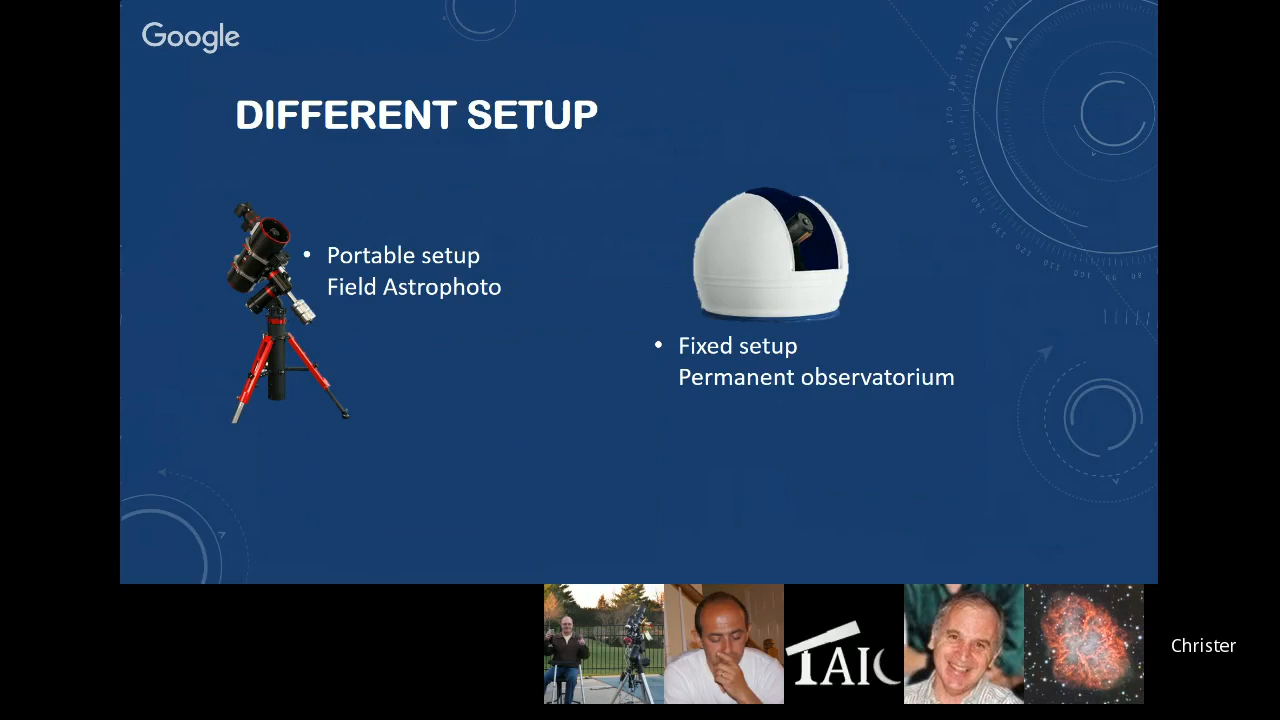 Google
DIFFERENT SETUP
• Portable setup
Field Astrophoto
• Fixed setup
Permanent observatorium
TAIC
Christer